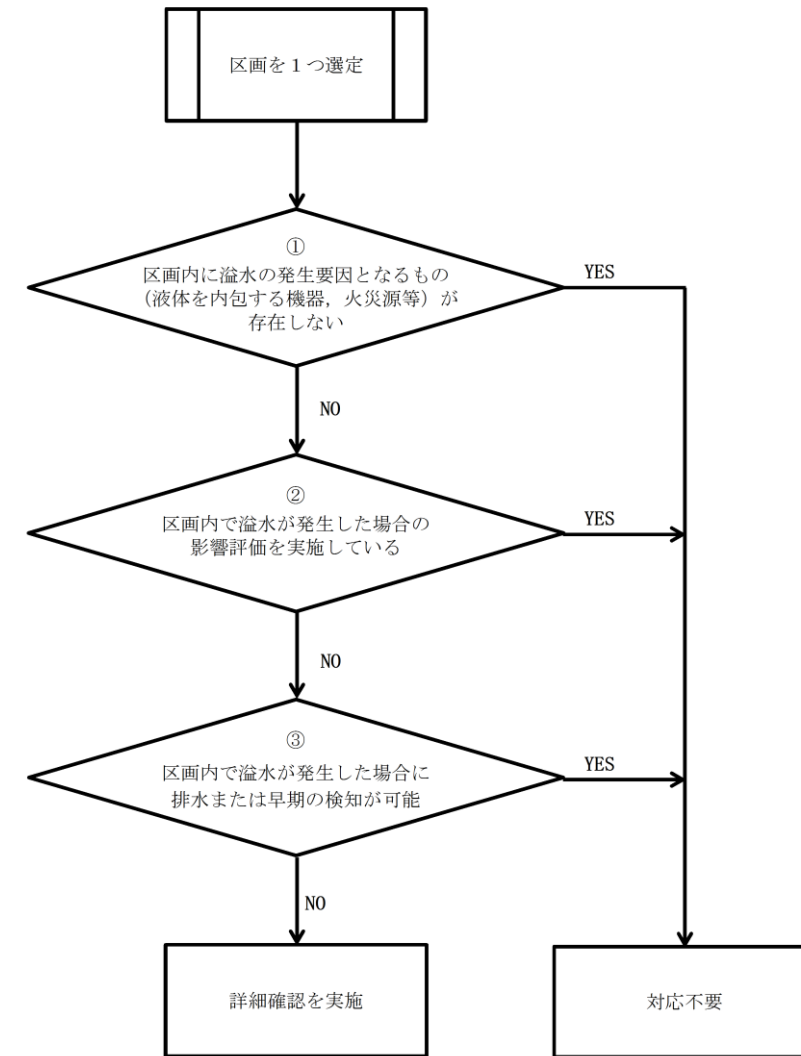 区画を１つ選定
①
区画内に溢水の発生要因となるもの
（液体を内包する機器，火災源等）が
存在しない
YES
NO
②
区画内で溢水が発生した場合の
影響評価を実施している
YES
NO
③
区画内で溢水が発生した場合に
排水または早期の検知が可能
YES
NO
詳細確認を実施
対応不要